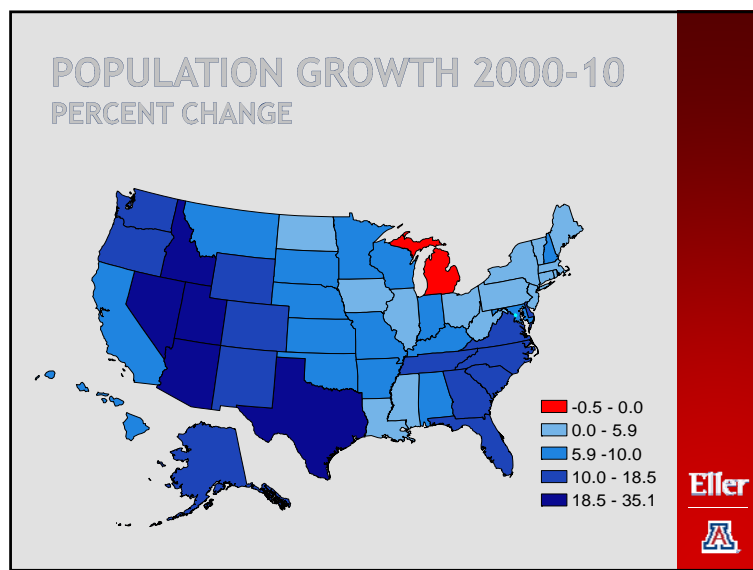 POPULATION GROWTH 2000-10
PERCENT CHANGE
-0.5 - 0.0
0.0 - 5.9
5.9 -10.0
10.0 - 18.5
18.5 - 35.1
Eller
A